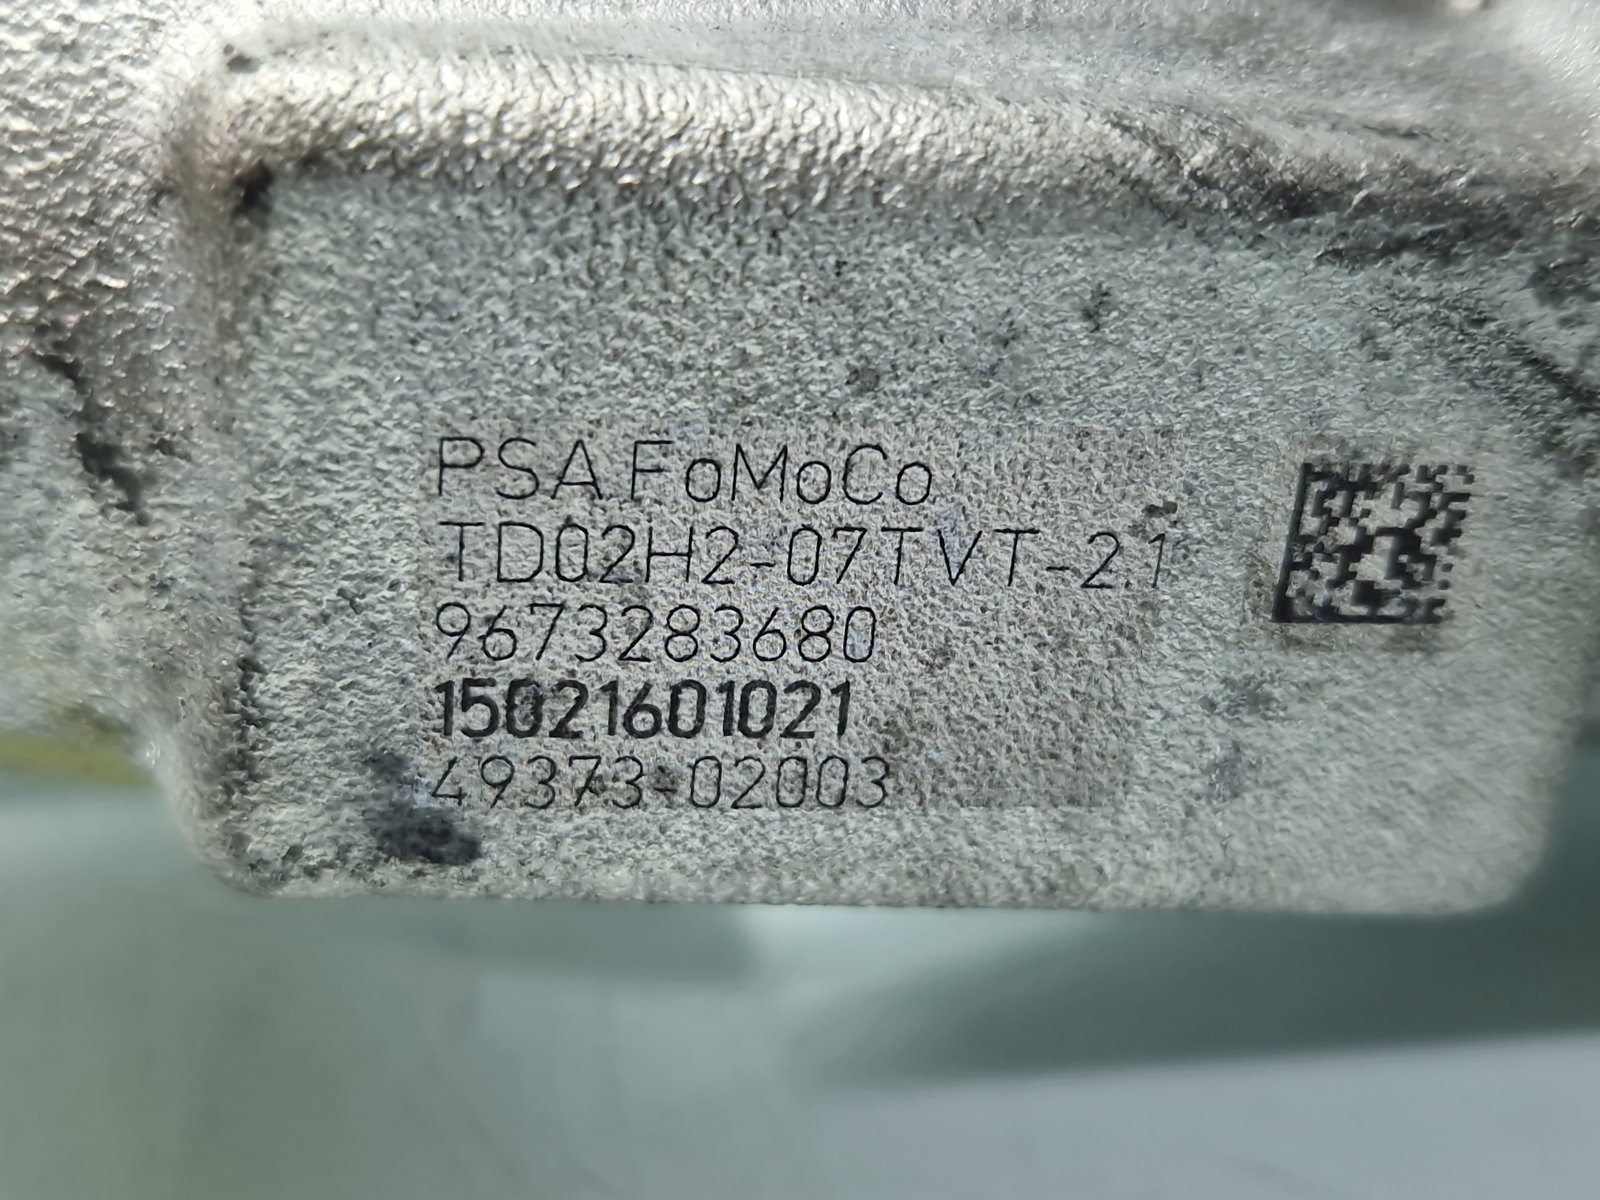 PSA FoMoCo
TD02H2-07TVT-2.1
9673283680
15021601021
49373-02003